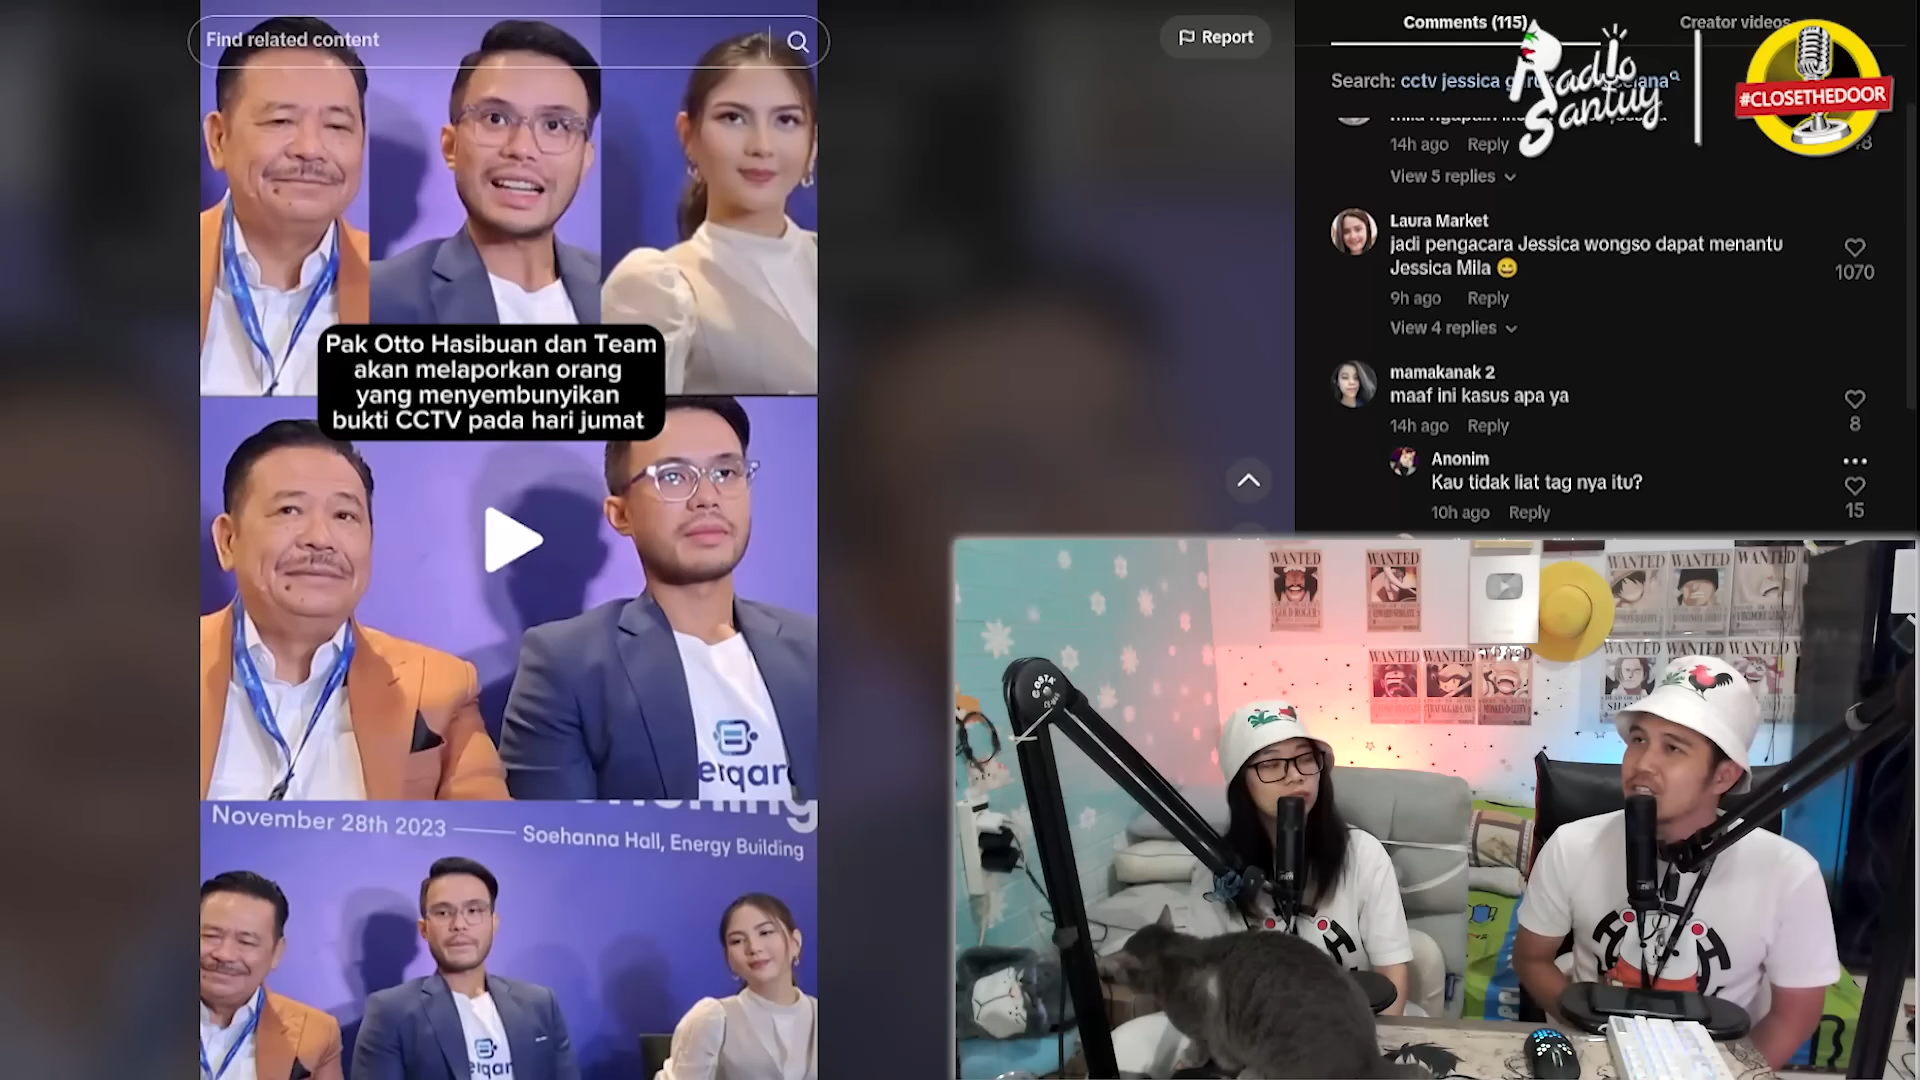 Find related content
Report
Pak Otto Hasibuan dan Team
akan melaporkan orang
yang menyembunyikan
bukti CCTV pada hari jumat
erqar
November 28th 2023
Soehanna Hall, Energy Building
Comments (115)
Creator videos
Search: cctv jessica
Radio
Santuy
#CLOSETHEDOOR
14h ago Reply
View 5 replies
Laura Market
jadi pengacara Jessica wongso dapat menantu
Jessica Mila 😄
1070
9h ago Reply
View 4 replies
mamakanak 2
maaf ini kasus apa ya
14h ago Reply
8
Anonim
Kau tidak liat tag nya itu?
10h ago Reply
15
WANTED
WANTED
WANTED
WANTED
WANTED
GOLD ROGER
WANTED
WANTED
WANTED
WANTED
WANTED